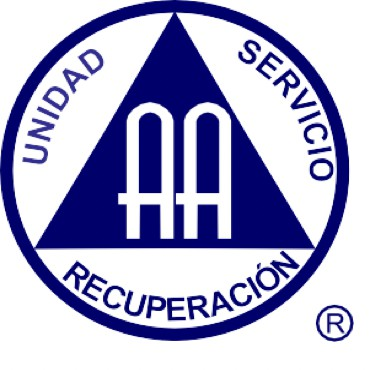 UNIDAD
SERVICIO
AA
RECUPERACIÓN
®